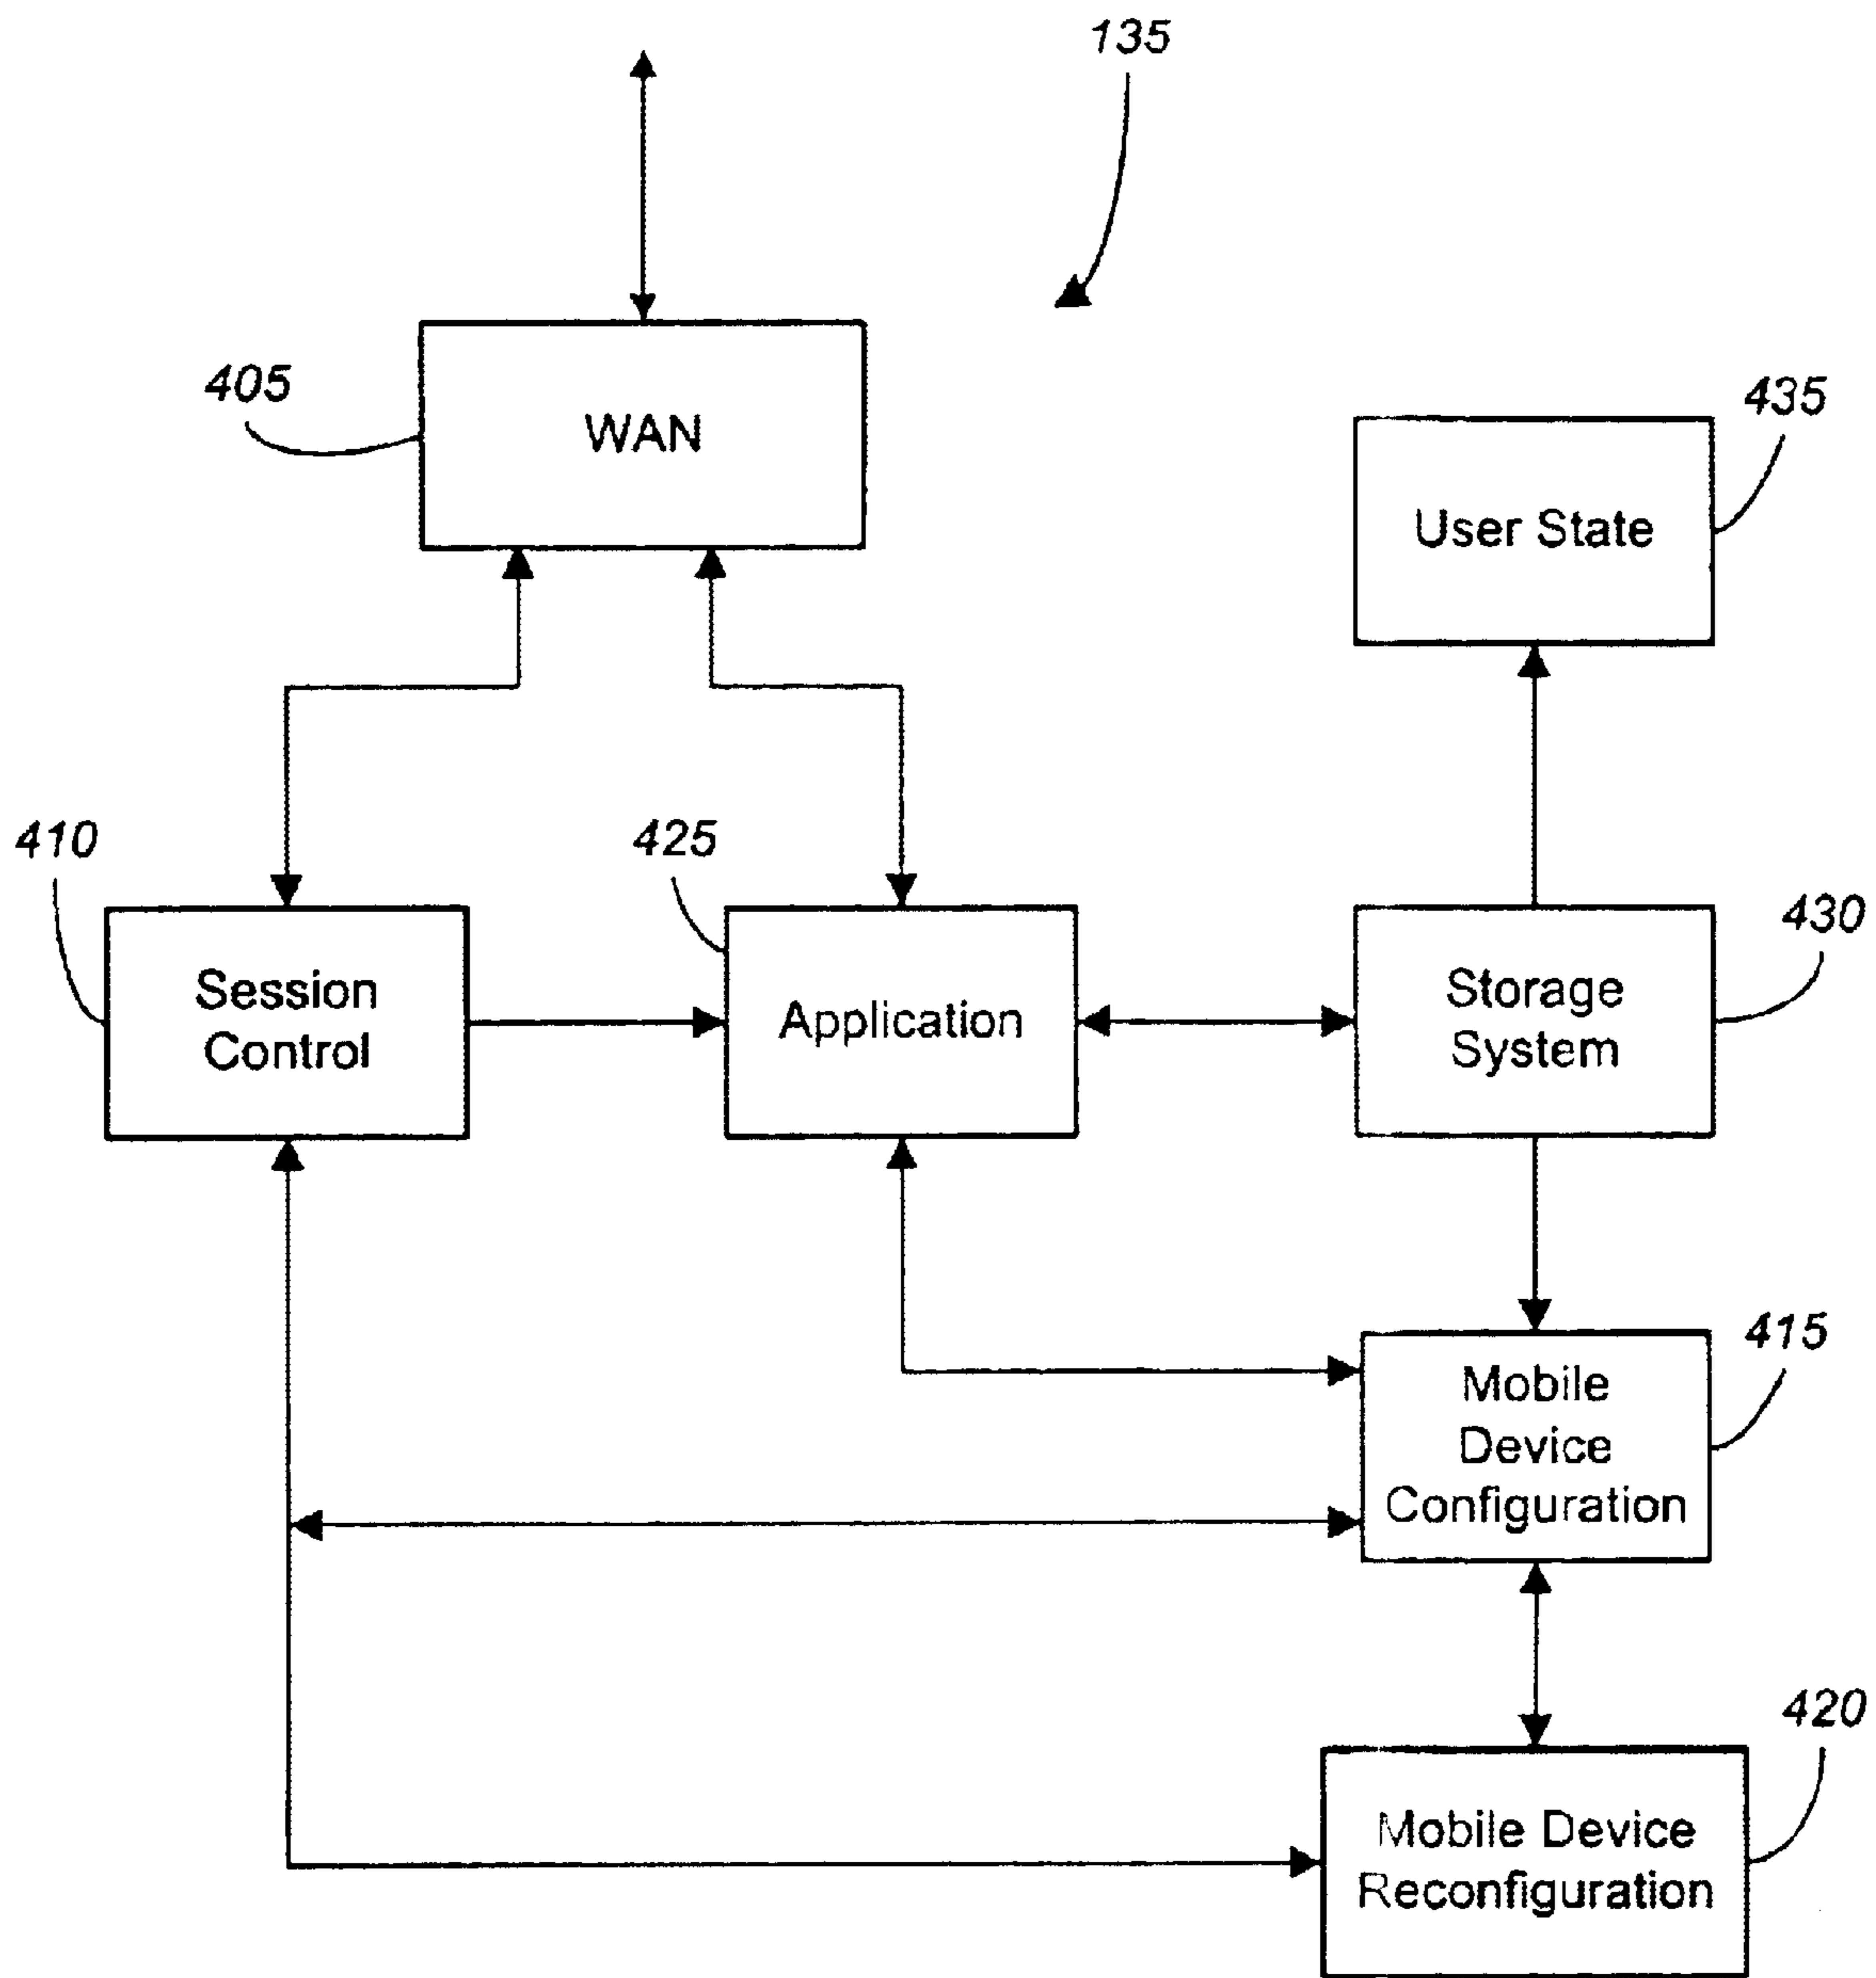 135
405
WAN
435
User State
410
425
430
Session
Control
Application
Storage
System
415
Mobile
Device
Configuration
420
Mobile Device
Reconfiguration